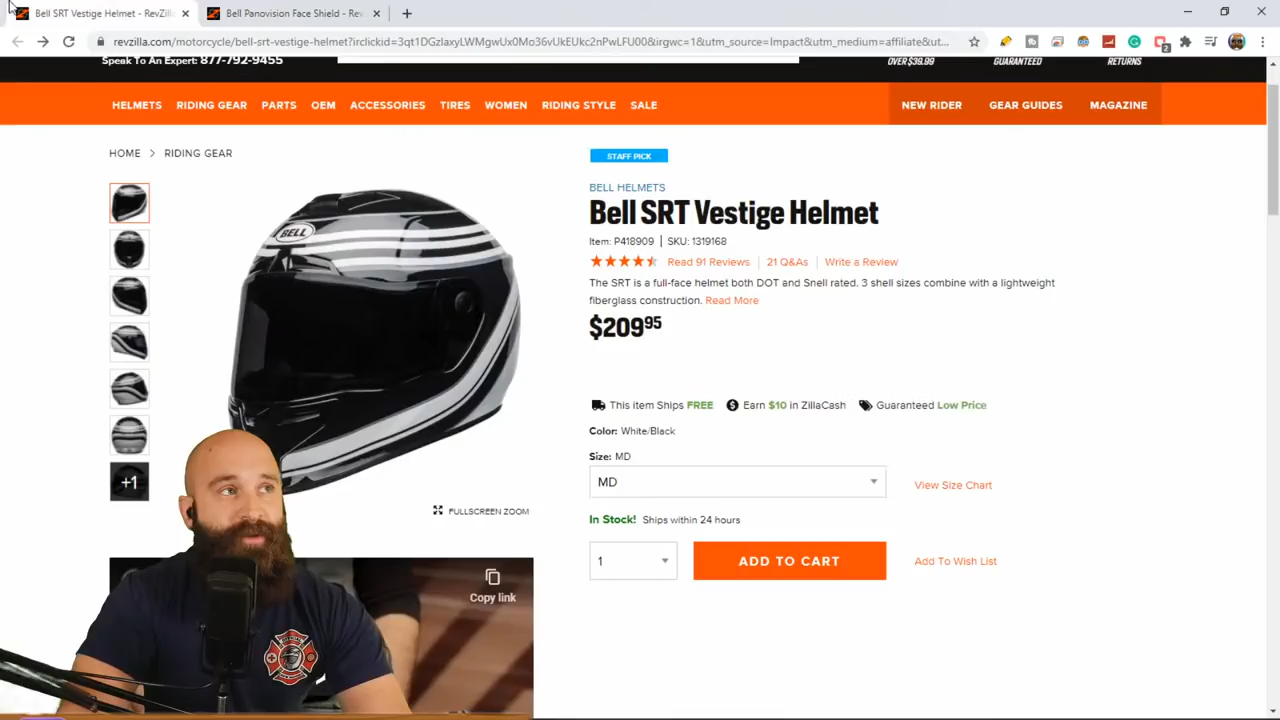 Bell SRT Vestige Helmet - RevZill
Bell Panovision Face Shield - Rev
revzilla.com/motorcycle/bell-srt-vestige-helmet?irclickid=3qt1DGzIaxyLWMgwUx0Mo36vUkEUkc2nPwLFU00&irgwc=1&utm_source=Impact&utm_medium=affiliate&ut...
2
Speak To An Expert: 877-792-9455
OVER $39.99
GUARANTEED
RETURNS
HELMETS RIDING GEAR PARTS OEM ACCESSORIES TIRES WOMEN RIDING STYLE SALE NEW RIDER GEAR GUIDES MAGAZINE
HOME > RIDING GEAR
STAFF PICK
BELL HELMETS
Bell SRT Vestige Helmet
Item: P418909 | SKU: 1319168
Read 91 Reviews | 21 Q&As | Write a Review
The SRT is a full-face helmet both DOT and Snell rated. 3 shell sizes combine with a lightweight
fiberglass construction. Read More
$209 95
This item Ships FREE Earn $10 in ZillaCash Guaranteed Low Price
Color: White/Black
Size: MD
MD
View Size Chart
In Stock! Ships within 24 hours
1
ADD TO CART
Add To Wish List
BELL
+1
FULLSCREEN ZOOM
Copy link